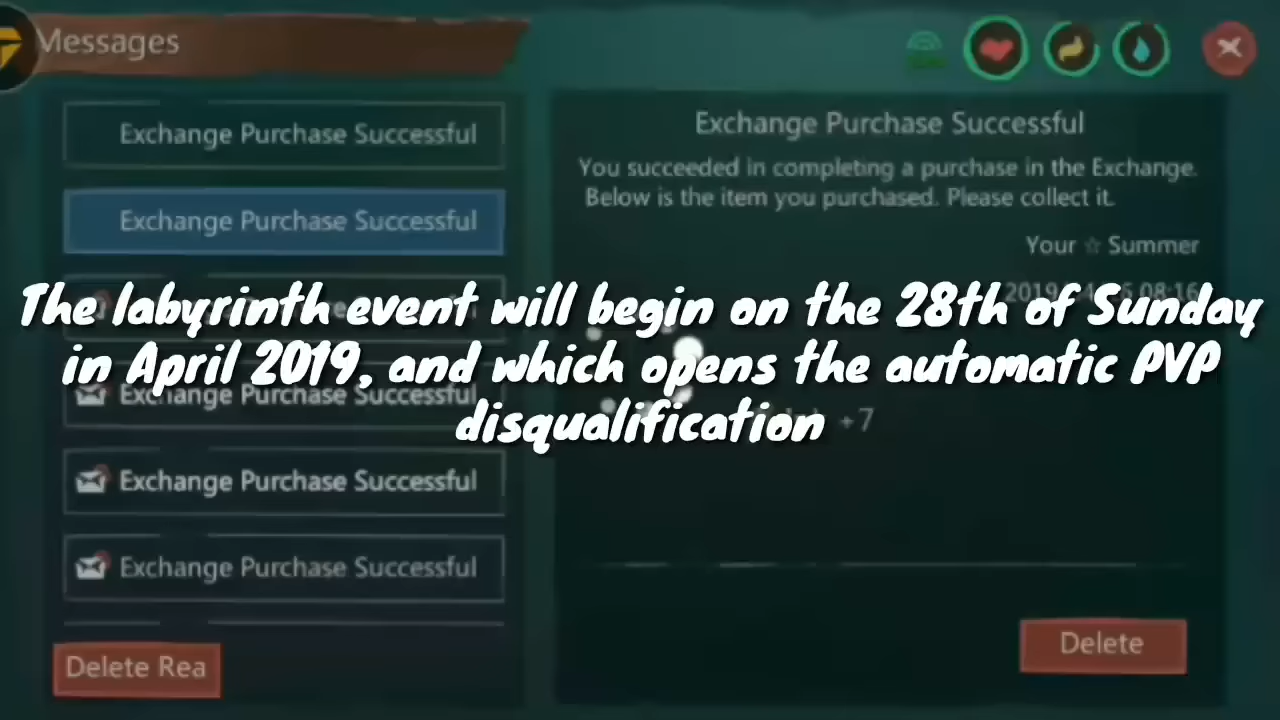 Messages
Exchange Purchase Successful
Exchange Purchase Successful
Exchange Purchase Successful
You succeeded in completing a purchase in the Exchange.
Below is the item you purchased. Please collect it.
Your ☆ Summer
The labyrinth event will begin on the 28th of Sunday
in April 2019, and which opens the automatic PVP
disqualification
Exchange Purchase Successful
+7
Exchange Purchase Successful
Exchange Purchase Successful
Delete Rea
Delete